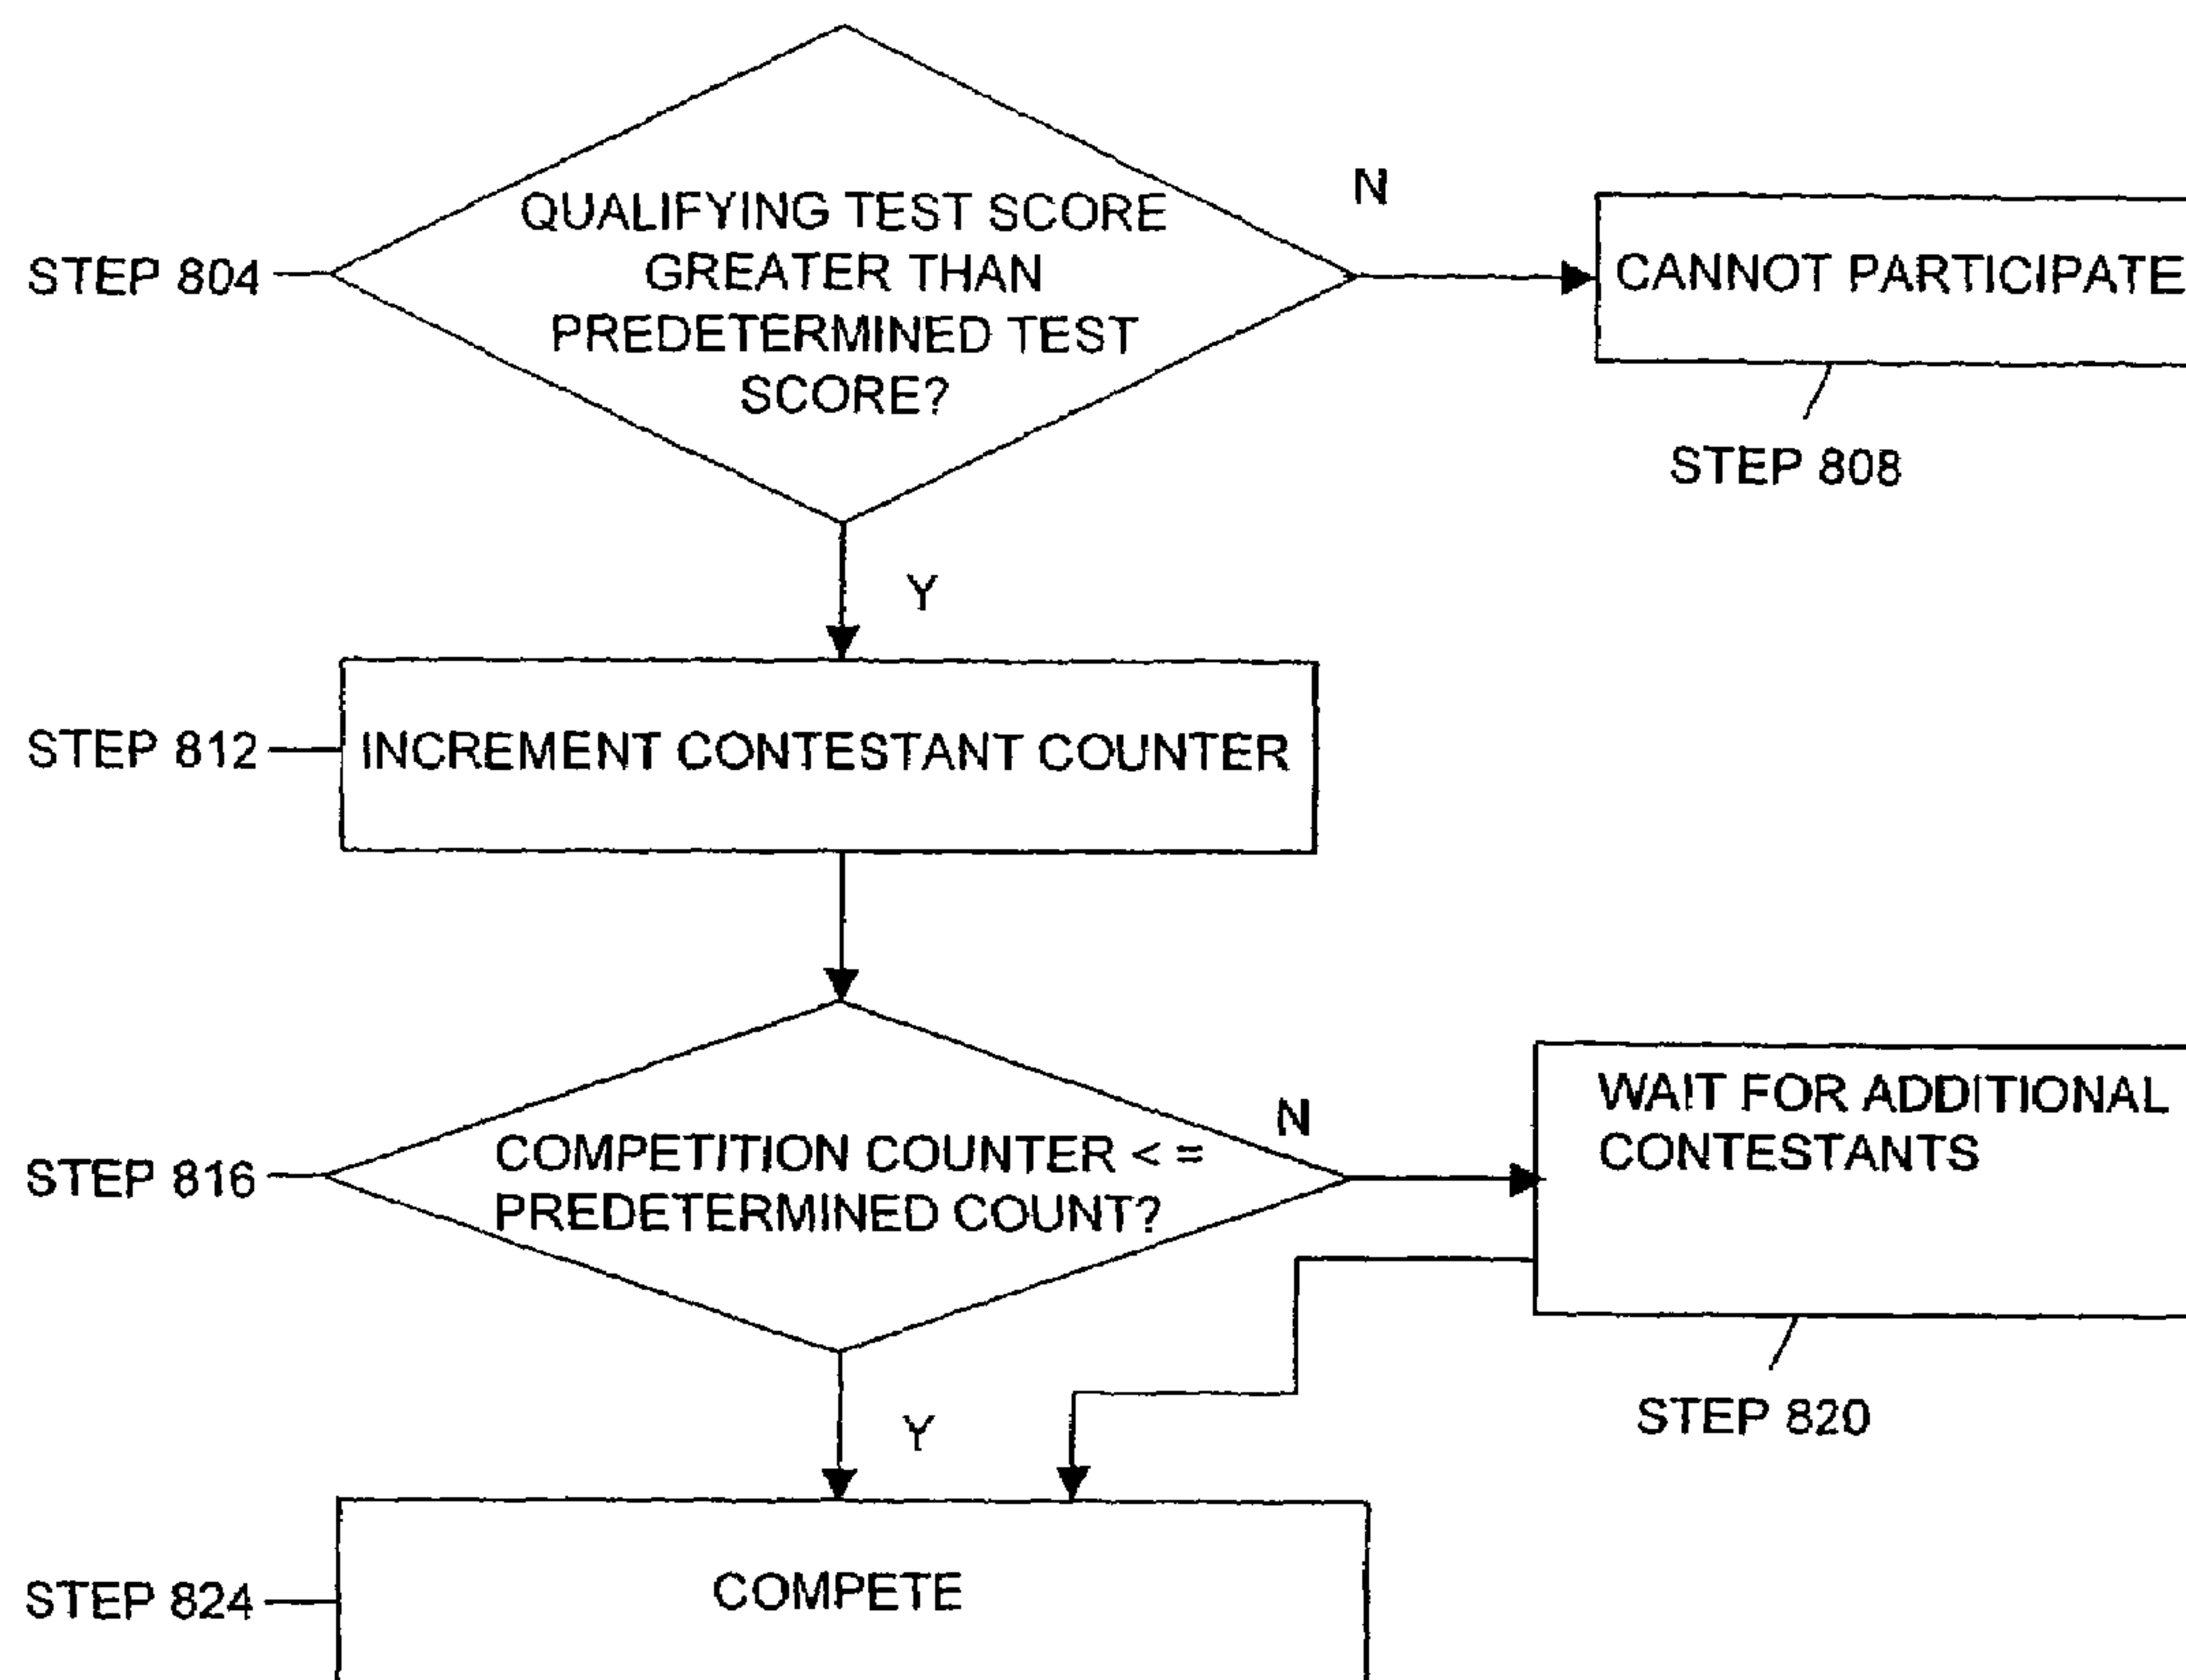 QUALIFYING TEST SCORE
GREATER THAN
PREDETERMINED TEST
SCORE?
STEP 804
N
CANNOT PARTICIPATE
STEP 808
Y
STEP 812
INCREMENT CONTESTANT COUNTER
STEP 816
COMPETITION COUNTER < =
PREDETERMINED COUNT?
N
WAIT FOR ADDITIONAL
CONTESTANTS
STEP 820
Y
STEP 824
COMPETE